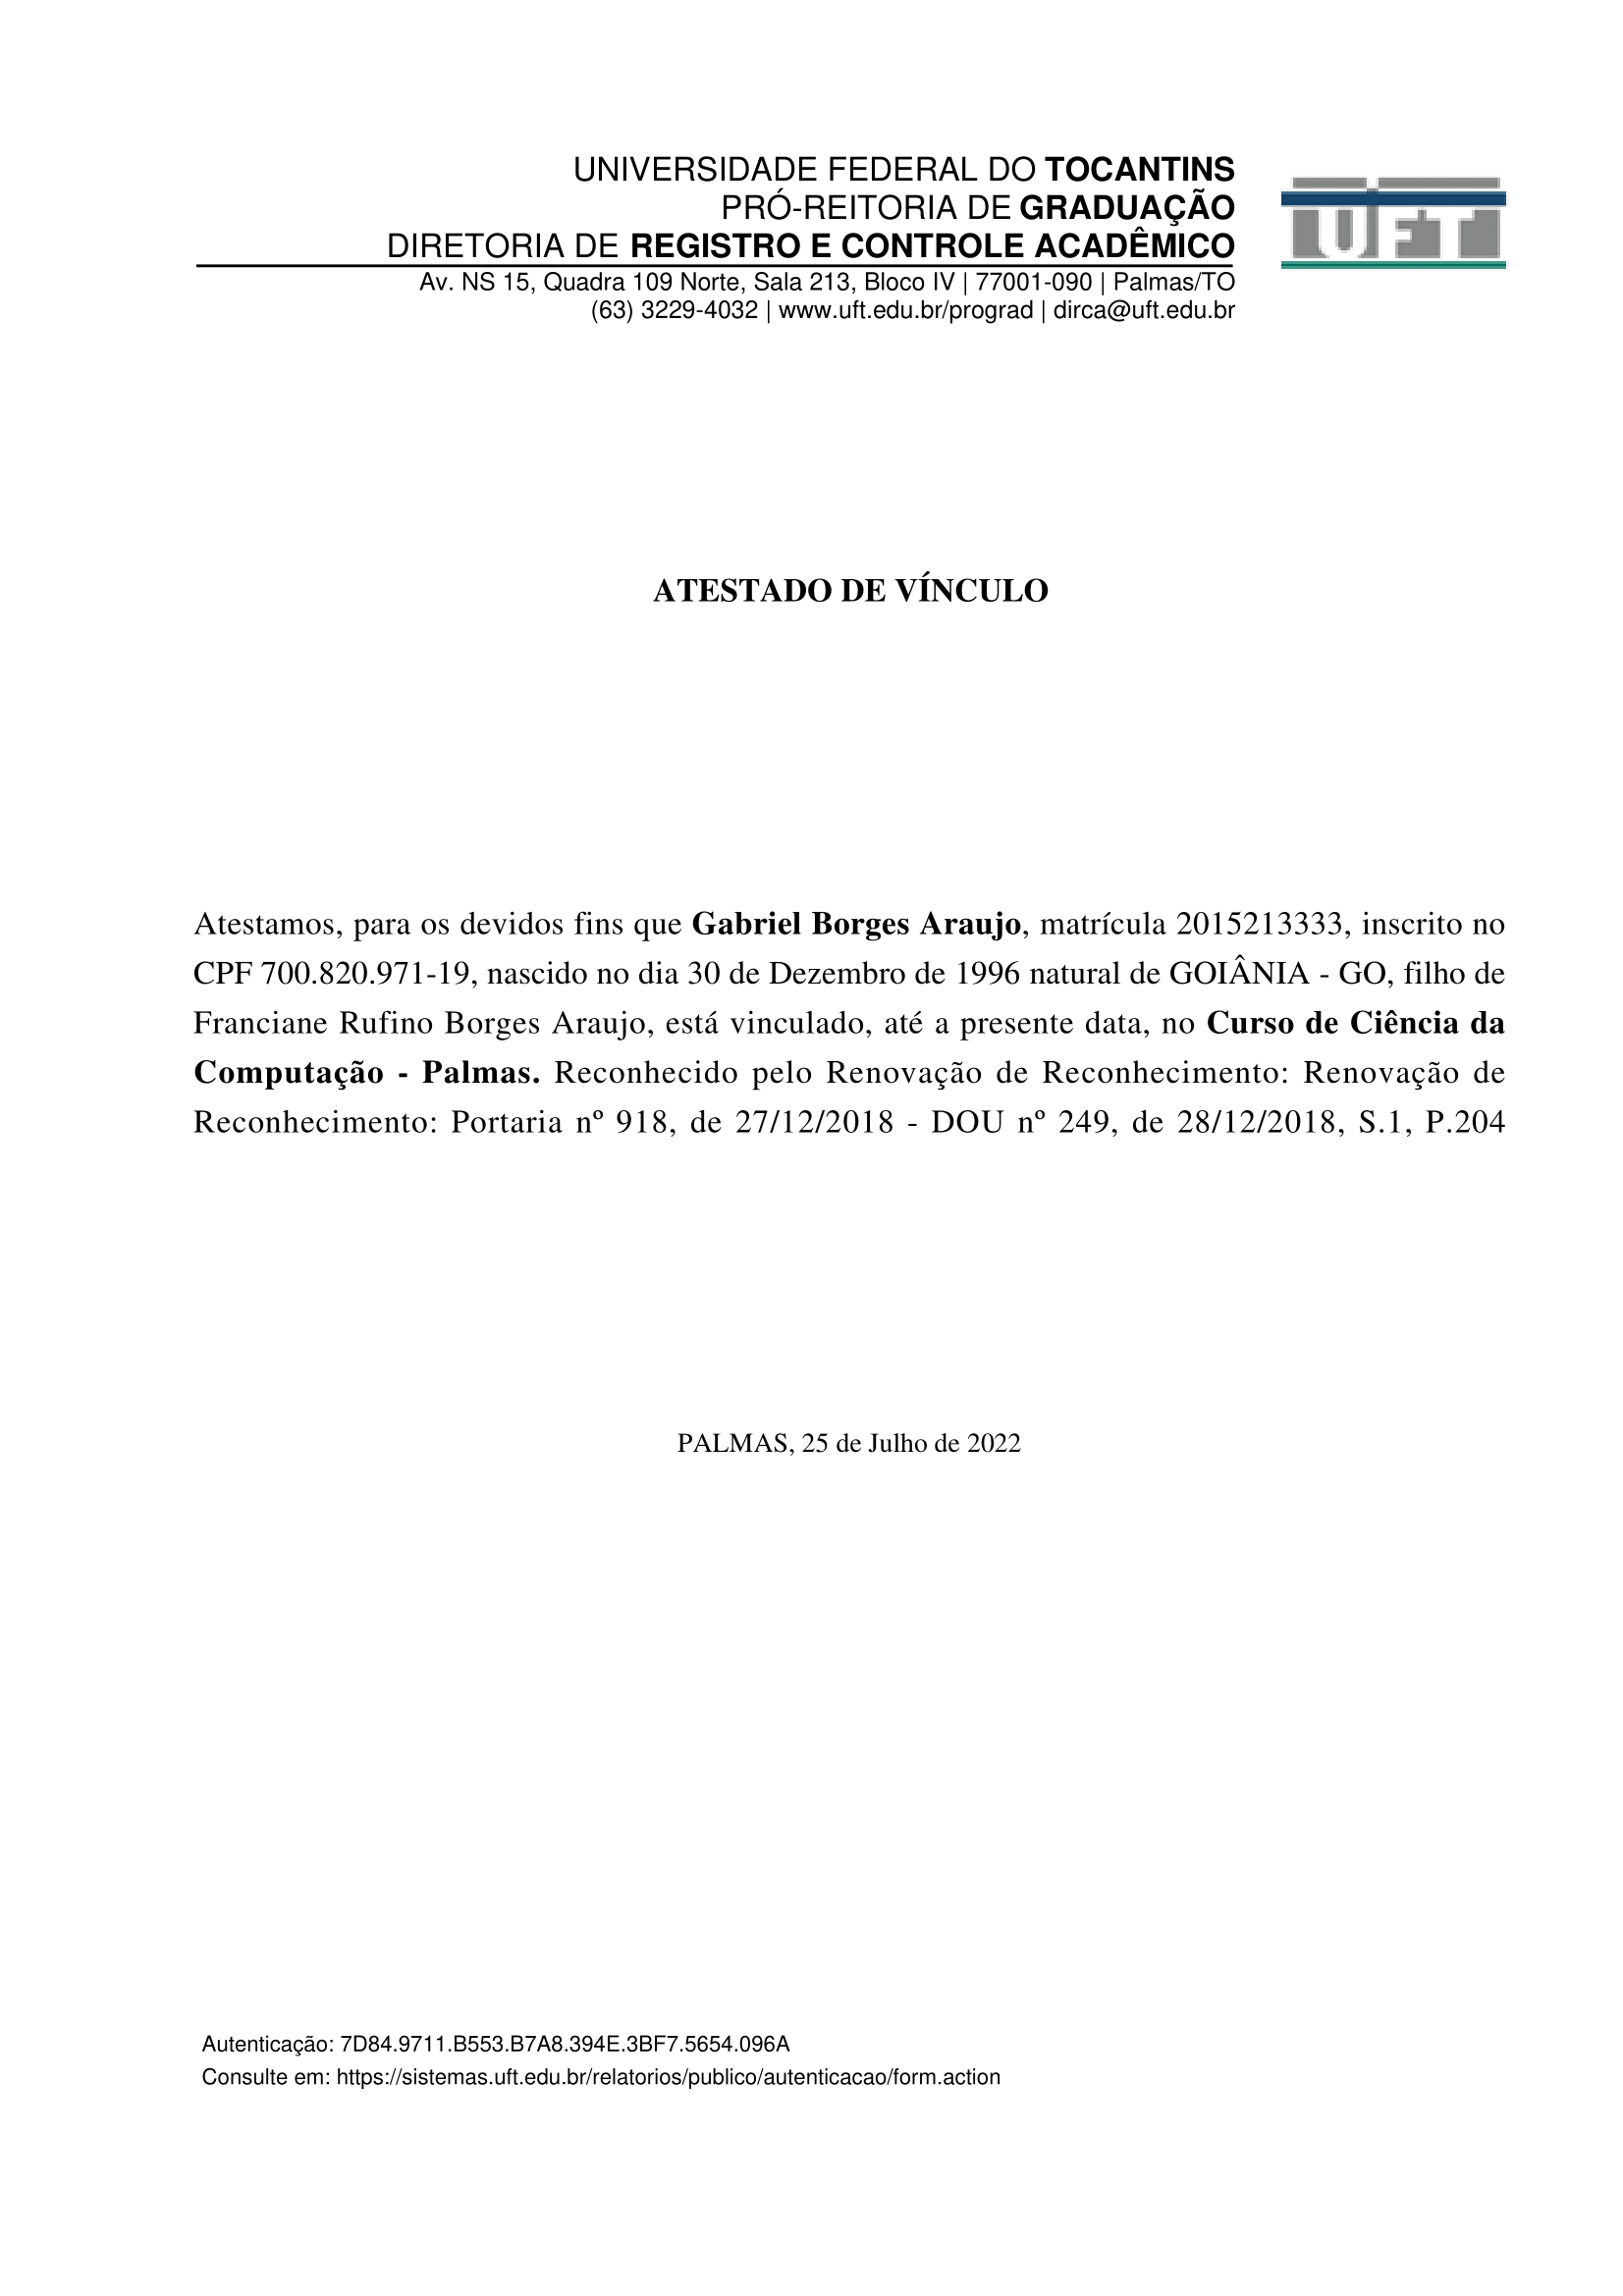 UNIVERSIDADE FEDERAL DO TOCANTINS
PRÓ-REITORIA DE GRADUAÇÃO
DIRETORIA DE REGISTRO E CONTROLE ACADÊMICO
UFT
Av. NS 15, Quadra 109 Norte, Sala 213, Bloco IV | 77001-090 | Palmas/TO
(63) 3229-4032 | www.uft.edu.br/prograd | dirca@uft.edu.br
ATESTADO DE VÍNCULO
Atestamos, para os devidos fins que Gabriel Borges Araujo, matrícula 2015213333, inscrito no
CPF 700.820.971-19, nascido no dia 30 de Dezembro de 1996 natural de GOIÂNIA - GO, filho de
Franciane Rufino Borges Araujo, está vinculado, até a presente data, no Curso de Ciência da
Computação - Palmas. Reconhecido pelo Renovação de Reconhecimento: Renovação de
Reconhecimento: Portaria nº 918, de 27/12/2018 - DOU nº 249, de 28/12/2018, S.1, P.204
PALMAS, 25 de Julho de 2022
Autenticação: 7D84.9711.B553.B7A8.394E.3BF7.5654.096A
Consulte em: https://sistemas.uft.edu.br/relatorios/publico/autenticacao/form.action